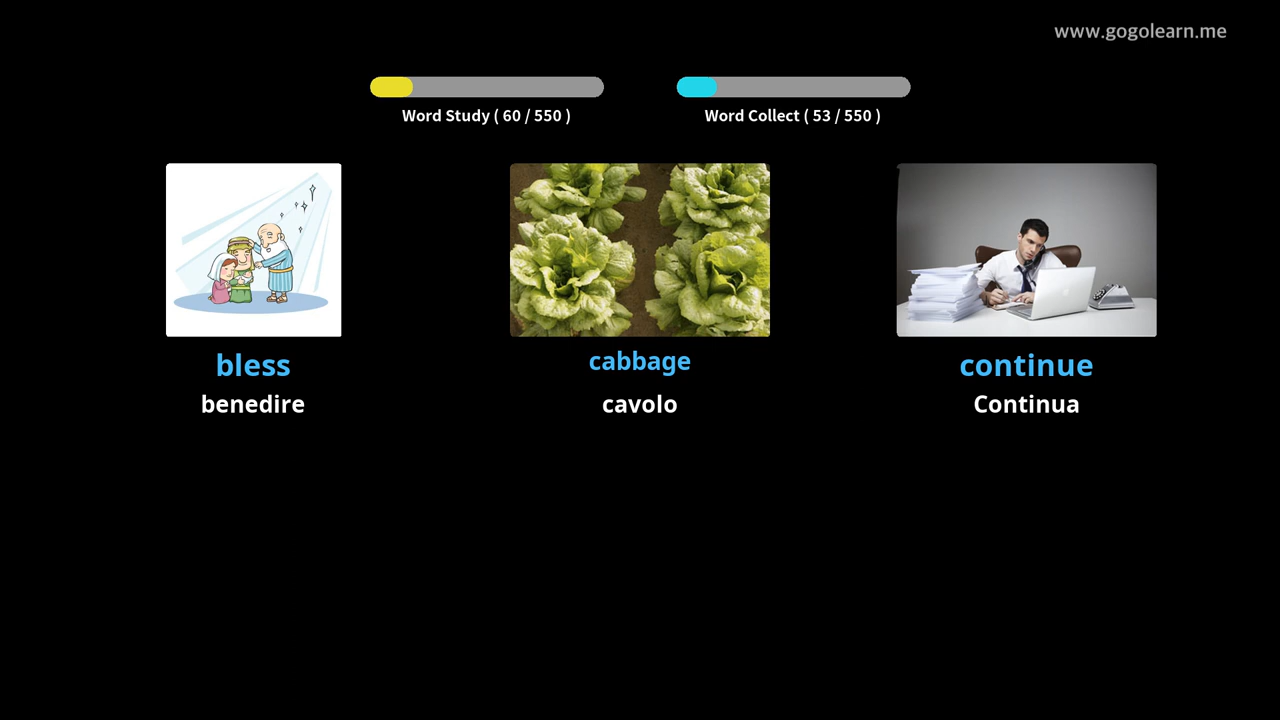 www.gogolearn.me
Word Study ( 60 / 550 )
Word Collect ( 53 / 550 )
bless
benedire
cabbage
cavolo
continue
Continua